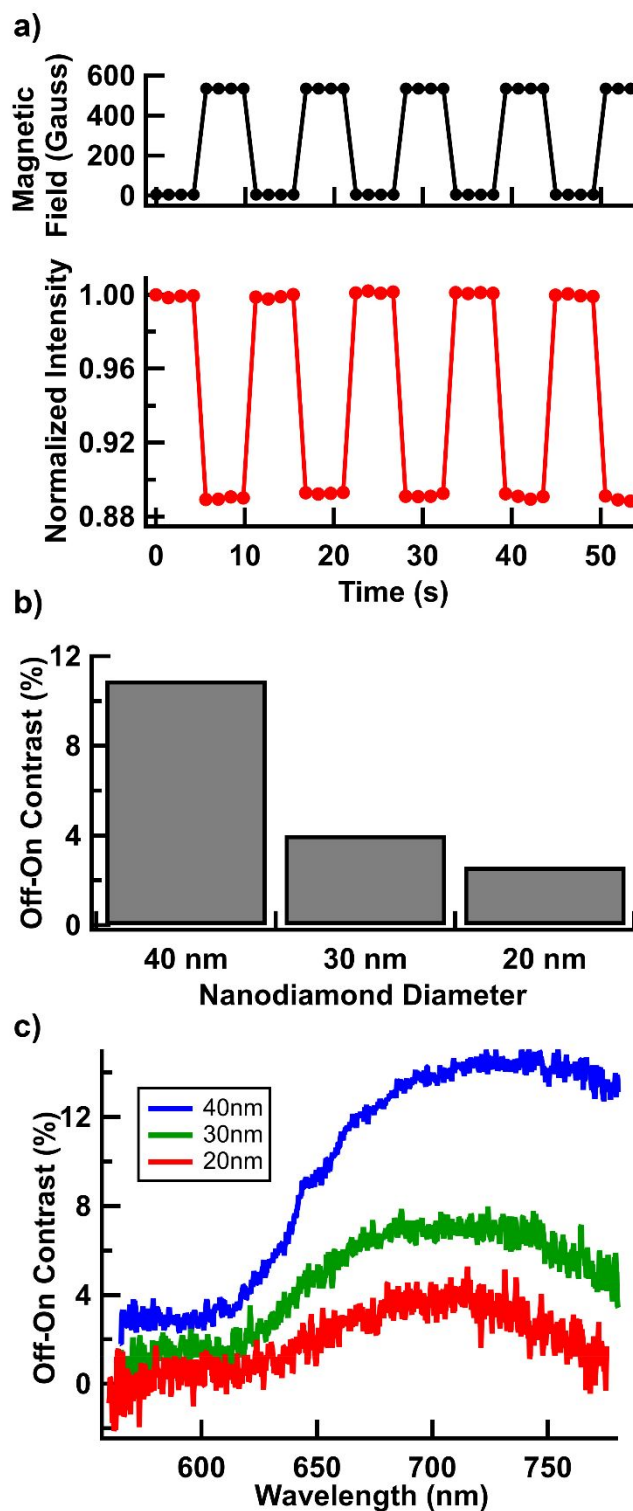 a)
Magnetic
Field (Gauss)
600
400
200
0
Normalized Intensity
1.00
0.96
0.92
0.88
0 10 20 30 40 50
Time (s)
b)
Off-On Contrast (%)
12
8
4
0
40 nm 30 nm 20 nm
Nanodiamond Diameter
c)
Off-On Contrast (%)
12
8
4
0
40nm
30nm
20nm
600 650 700 750
Wavelength (nm)